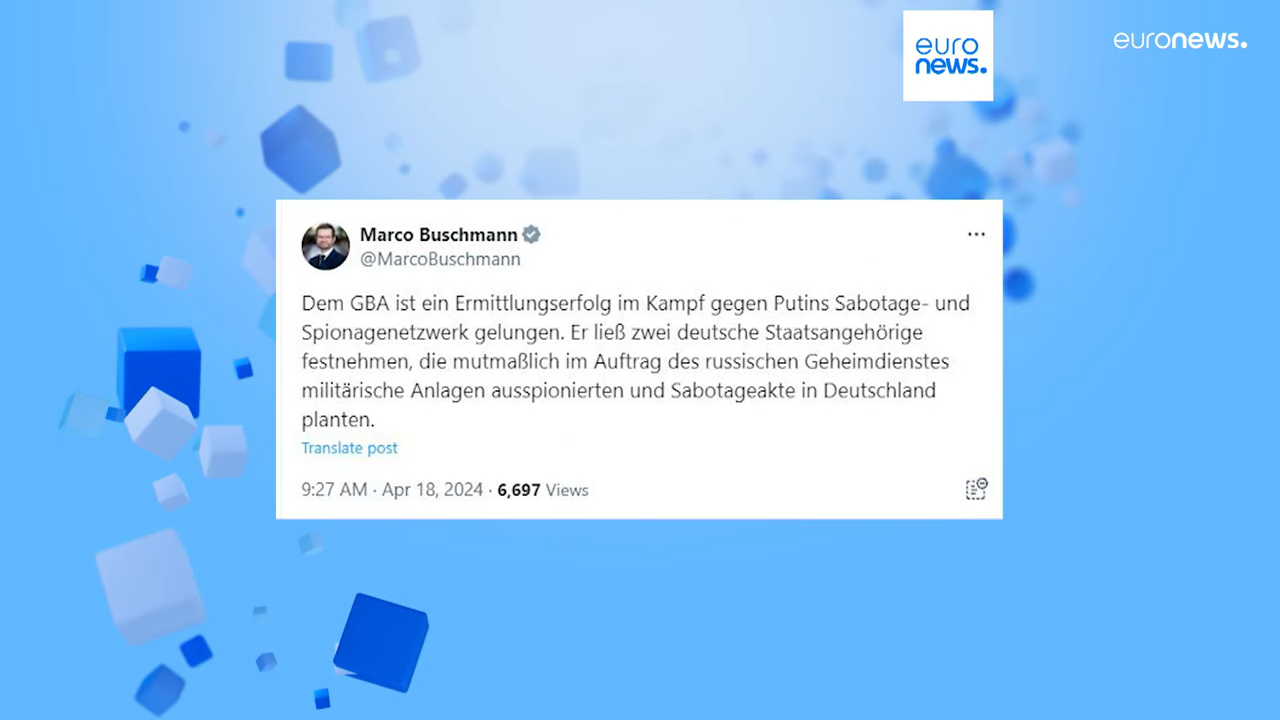 euro
news.
euronews.
Marco Buschmann
@MarcoBuschmann
Dem GBA ist ein Ermittlungserfolg im Kampf gegen Putins Sabotage- und
Spionagenetzwerk gelungen. Er ließ zwei deutsche Staatsangehörige
festnehmen, die mutmaßlich im Auftrag des russischen Geheimdienstes
militärische Anlagen ausspionierten und Sabotageakte in Deutschland
planten.
Translate post
9:27 AM · Apr 18, 2024 · 6,697 Views